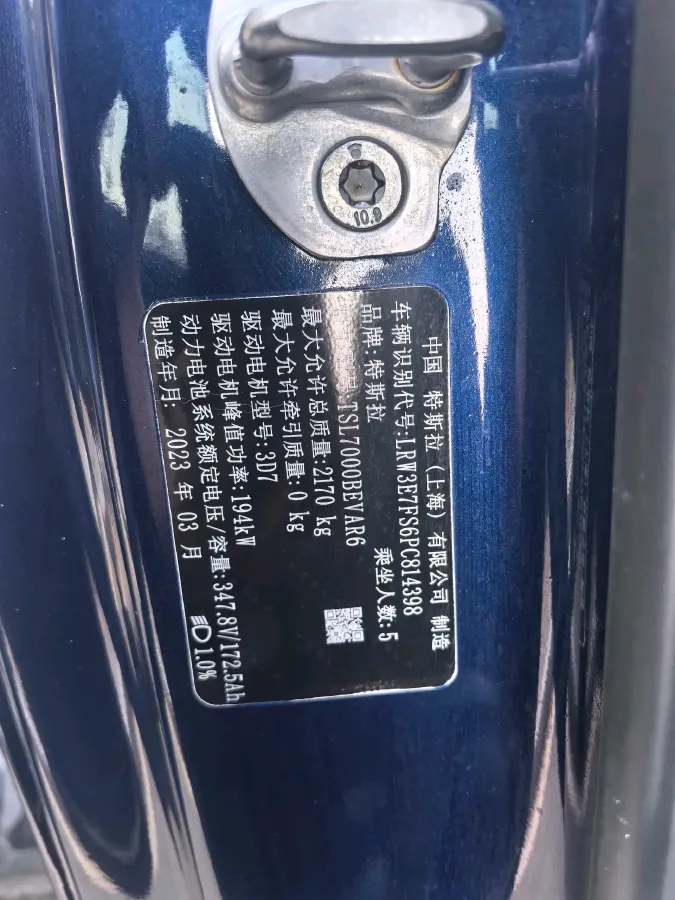 10.9
中国 特斯拉(上海)有限公司 制造
车辆识别代号:LRW3E7FS6PC814398
品牌:特斯拉 乘坐人数:5
TSL7000BEVAR6
最大允许总质量:2170 kg
最大允许牵引质量:0 kg
驱动电机型号:3D7
驱动电机峰值功率:194kW
动力电池系统额定电压/容量:347.8V/172.5Ah
制造年月: 2023 年 03 月 1.0%